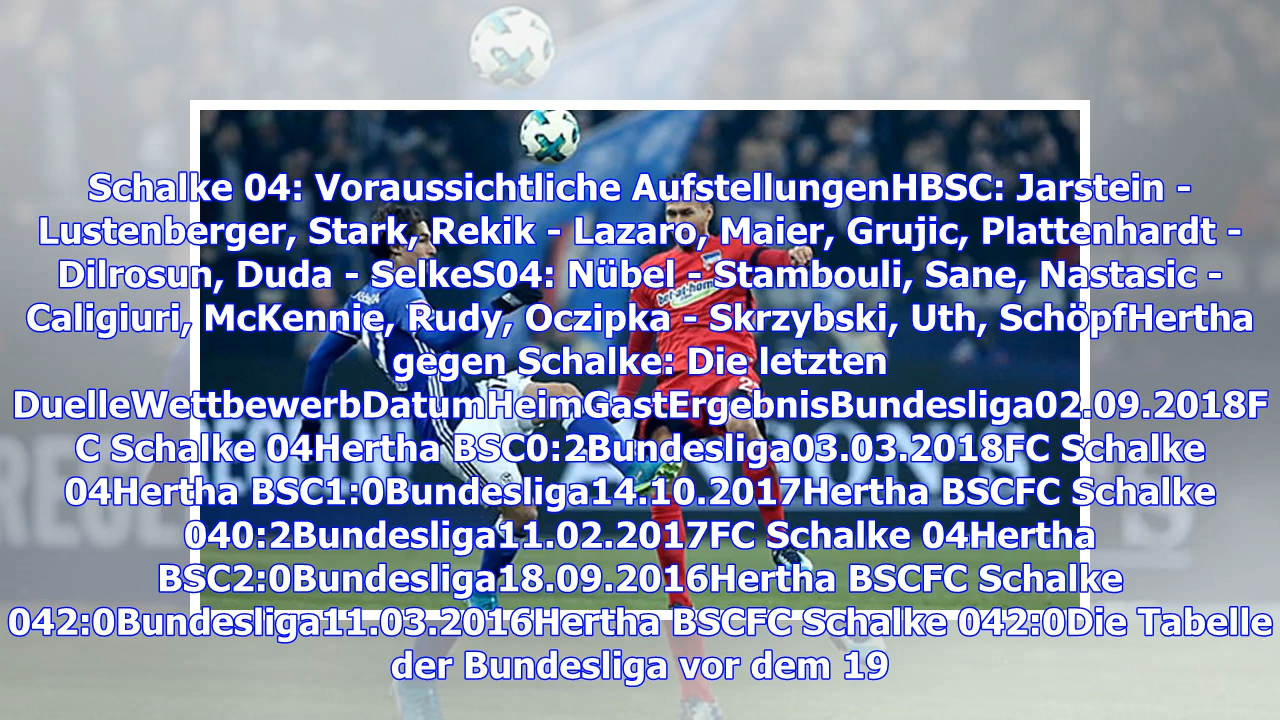 Schalke 04: Voraussichtliche AufstellungenHBSC: Jarstein -
Lustenberger, Stark, Rekik - Lazaro, Maier, Grujic, Plattenhardt -
Dilrosun, Duda - SelkeS04: Nübel - Stambouli, Sane, Nastasic -
Caligiuri, McKennie, Rudy, Oczipka - Skrzybski, Uth, SchöpfHertha
gegen Schalke: Die letzten
DuelleWettbewerbDatumHeimGastErgebnisBundesliga02.09.2018F
C Schalke 04Hertha BSC0:2Bundesliga03.03.2018FC Schalke
04Hertha BSC1:0Bundesliga14.10.2017Hertha BSCFC Schalke
040:2Bundesliga11.02.2017FC Schalke 04Hertha
BSC2:0Bundesliga18.09.2016Hertha BSCFC Schalke
042:0Bundesliga11.03.2016Hertha BSCFC Schalke 042:0Die Tabelle
der Bundesliga vor dem 19
bet-at-home